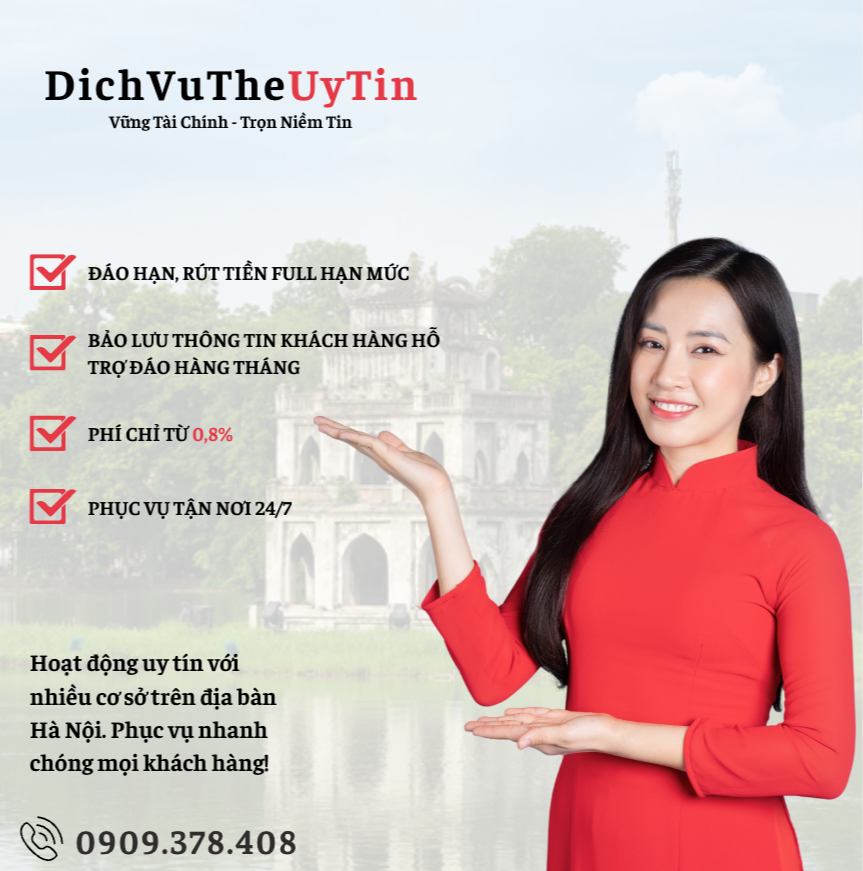 DichVuTheUyTin
Vững Tài Chính - Trọn Niềm Tin
ĐÁO HẠN, RÚT TIỀN FULL HẠN MỨC
BẢO LƯU THÔNG TIN KHÁCH HÀNG HỖ
TRỢ ĐÁO HÀNG THÁNG
PHÍ CHỈ TỪ 0,8%
PHỤC VỤ TẬN NƠI 24/7
Hoạt động uy tín với
nhiều cơ sở trên địa bàn
Hà Nội. Phục vụ nhanh
chóng mọi khách hàng!
0909.378.408